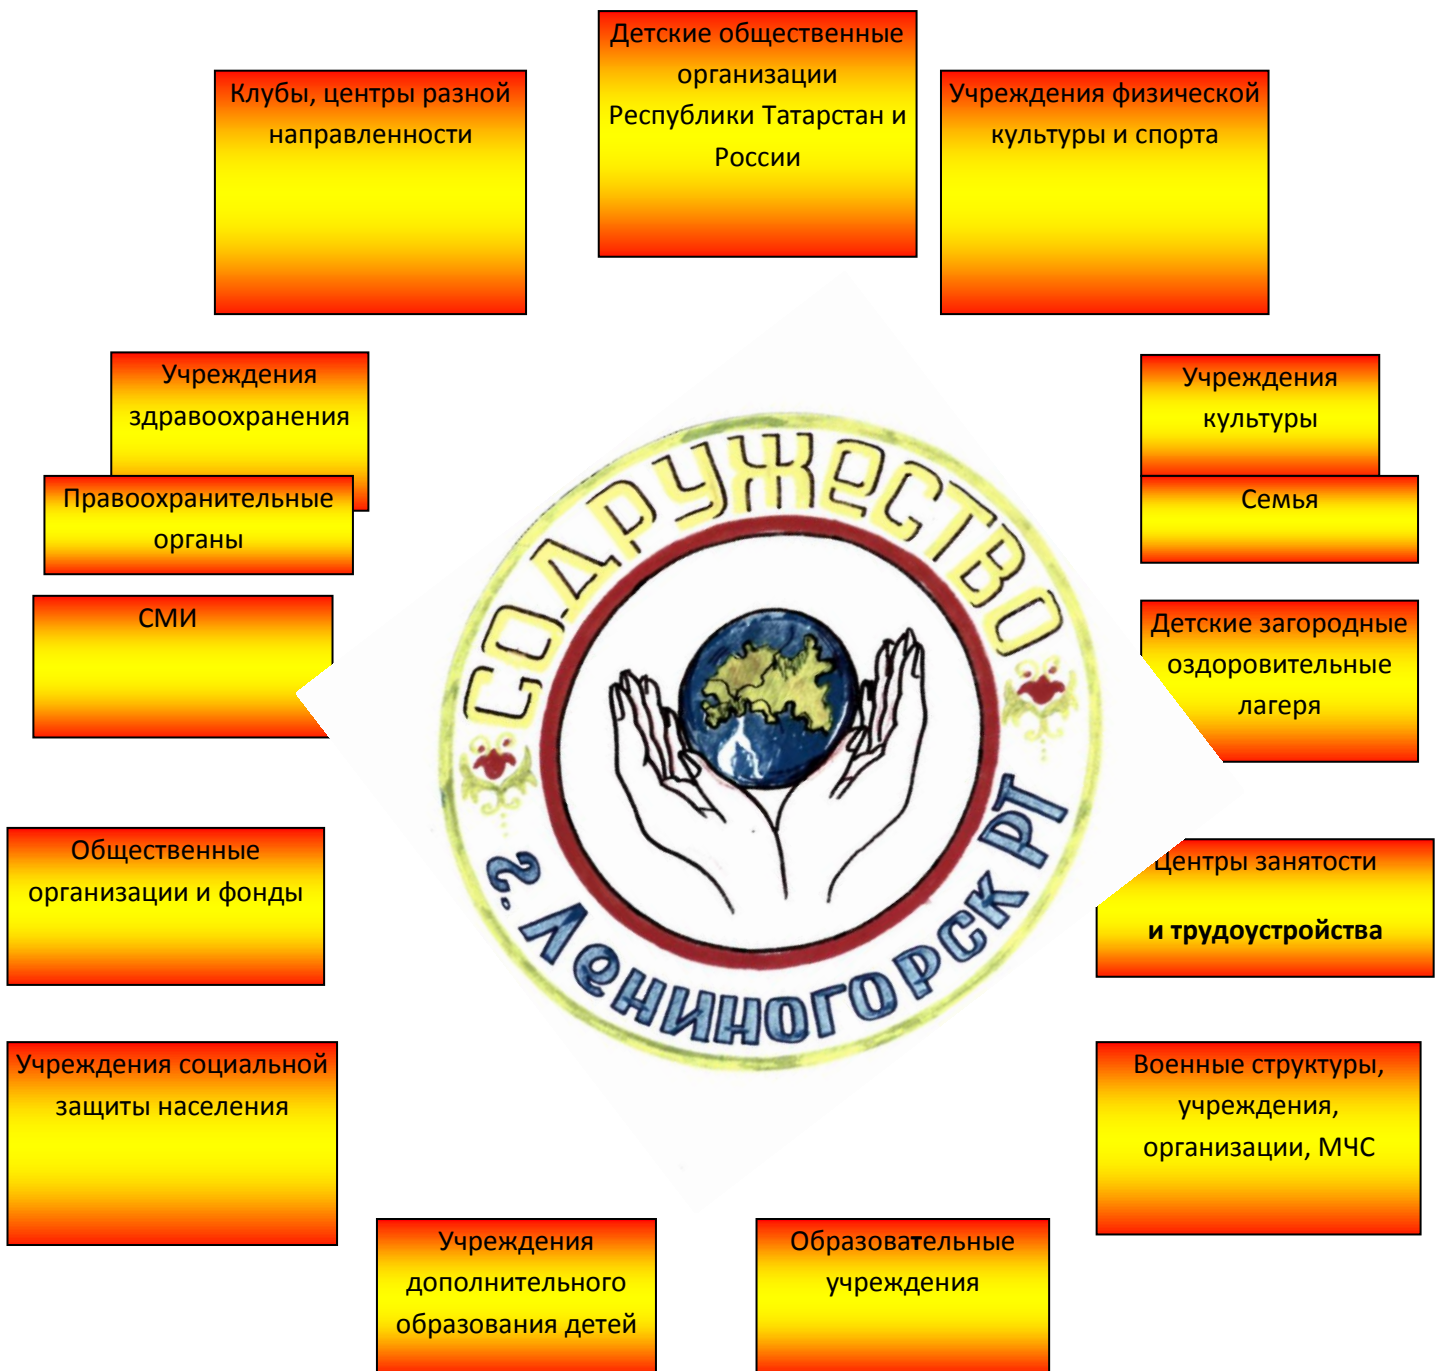 Детские общественные
организации
Республики Татарстан и
России
Клубы, центры разной
направленности
Учреждения физической
культуры и спорта
Учреждения
здравоохранения
Учреждения
культуры
Правоохранительные
органы
Семья
СМИ
Детские загородные
оздоровительные
лагеря
СОДРУЖЕСТВО
г. Лениногорск РТ
Общественные
организации и фонды
Центры занятости
и трудоустройства
Учреждения социальной
защиты населения
Военные структуры,
учреждения,
организации, МЧС
Учреждения
дополнительного
образования детей
Образовательные
учреждения